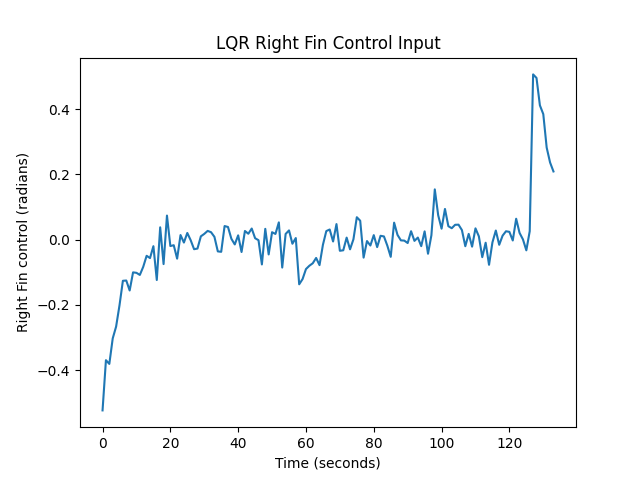 LQR Right Fin Control Input
Right Fin control (radians)
0.4
0.2
0.0
−0.2
−0.4
0 20 40 60 80 100 120
Time (seconds)